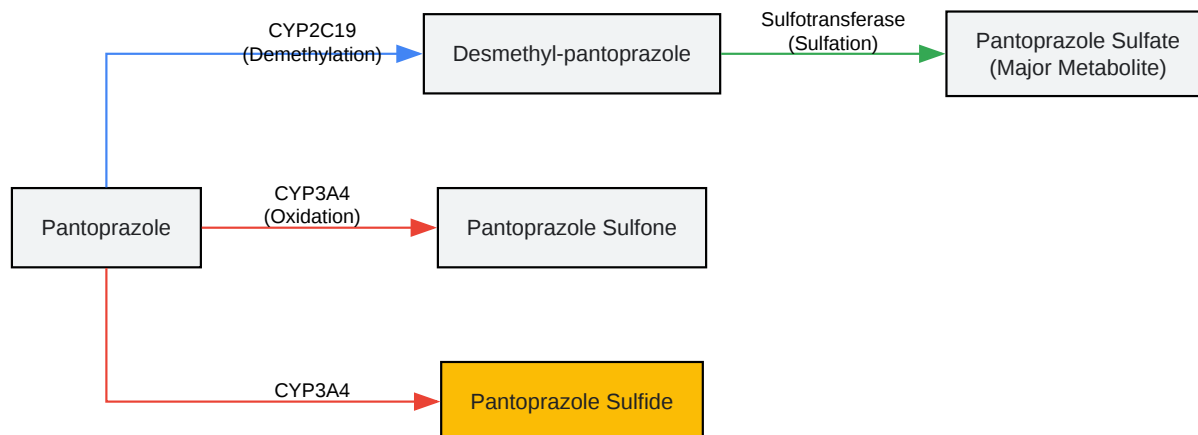 CYP2C19
(Demethylation)
Desmethyl-pantoprazole
Sulfotransferase
(Sulfation)
Pantoprazole Sulfate
(Major Metabolite)
Pantoprazole
CYP3A4
(Oxidation)
Pantoprazole Sulfone
CYP3A4
Pantoprazole Sulfide